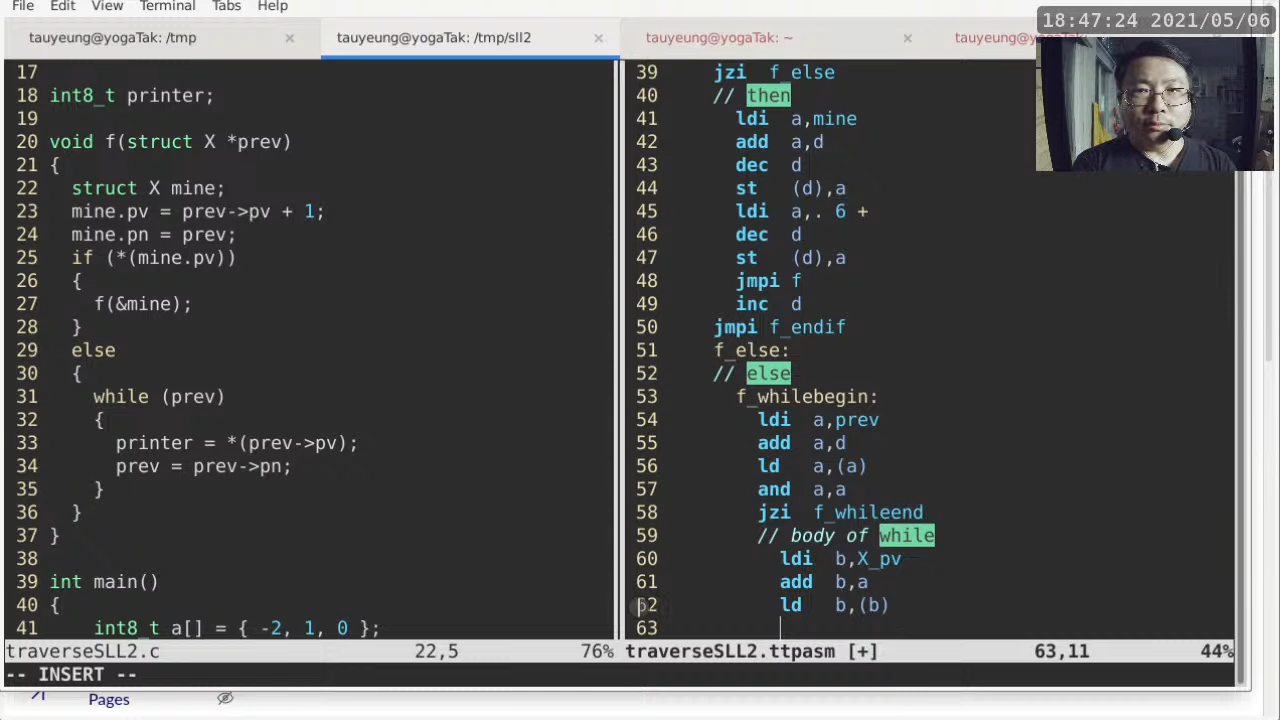 File Edit View Terminal Tabs Help
18:47:24 2021/05/06
tauyeung@yogaTak: /tmp ×
tauyeung@yogaTak: /tmp/sll2 ×
tauyeung@yogaTak: ~ ×
17
18 int8_t printer;
19
20 void f(struct X *prev)
21 {
22 struct X mine;
23 mine.pv = prev->pv + 1;
24 mine.pn = prev;
25 if (*(mine.pv))
26 {
27 f(&mine);
28 }
29 else
30 {
31 while (prev)
32 {
33 printer = *(prev->pv);
34 prev = prev->pn;
35 }
36 }
37 }
38
39 int main()
40 {
41 int8_t a[] = { -2, 1, 0 };
traverseSLL2.c 22,5 76%
-- INSERT --
39 jzi f_else
40 // then
41 ldi a,mine
42 add a,d
43 dec d
44 st (d),a
45 ldi a,. 6 +
46 dec d
47 st (d),a
48 jmpi f
49 inc d
50 jmpi f_endif
51 f_else:
52 // else
53 f_whilebegin:
54 ldi a,prev
55 add a,d
56 ld a,(a)
57 and a,a
58 jzi f_whileend
59 // body of while
60 ldi b,X_pv
61 add b,a
62 ld b,(b)
63
traverseSLL2.ttpasm [+] 63,11 44%
Pages